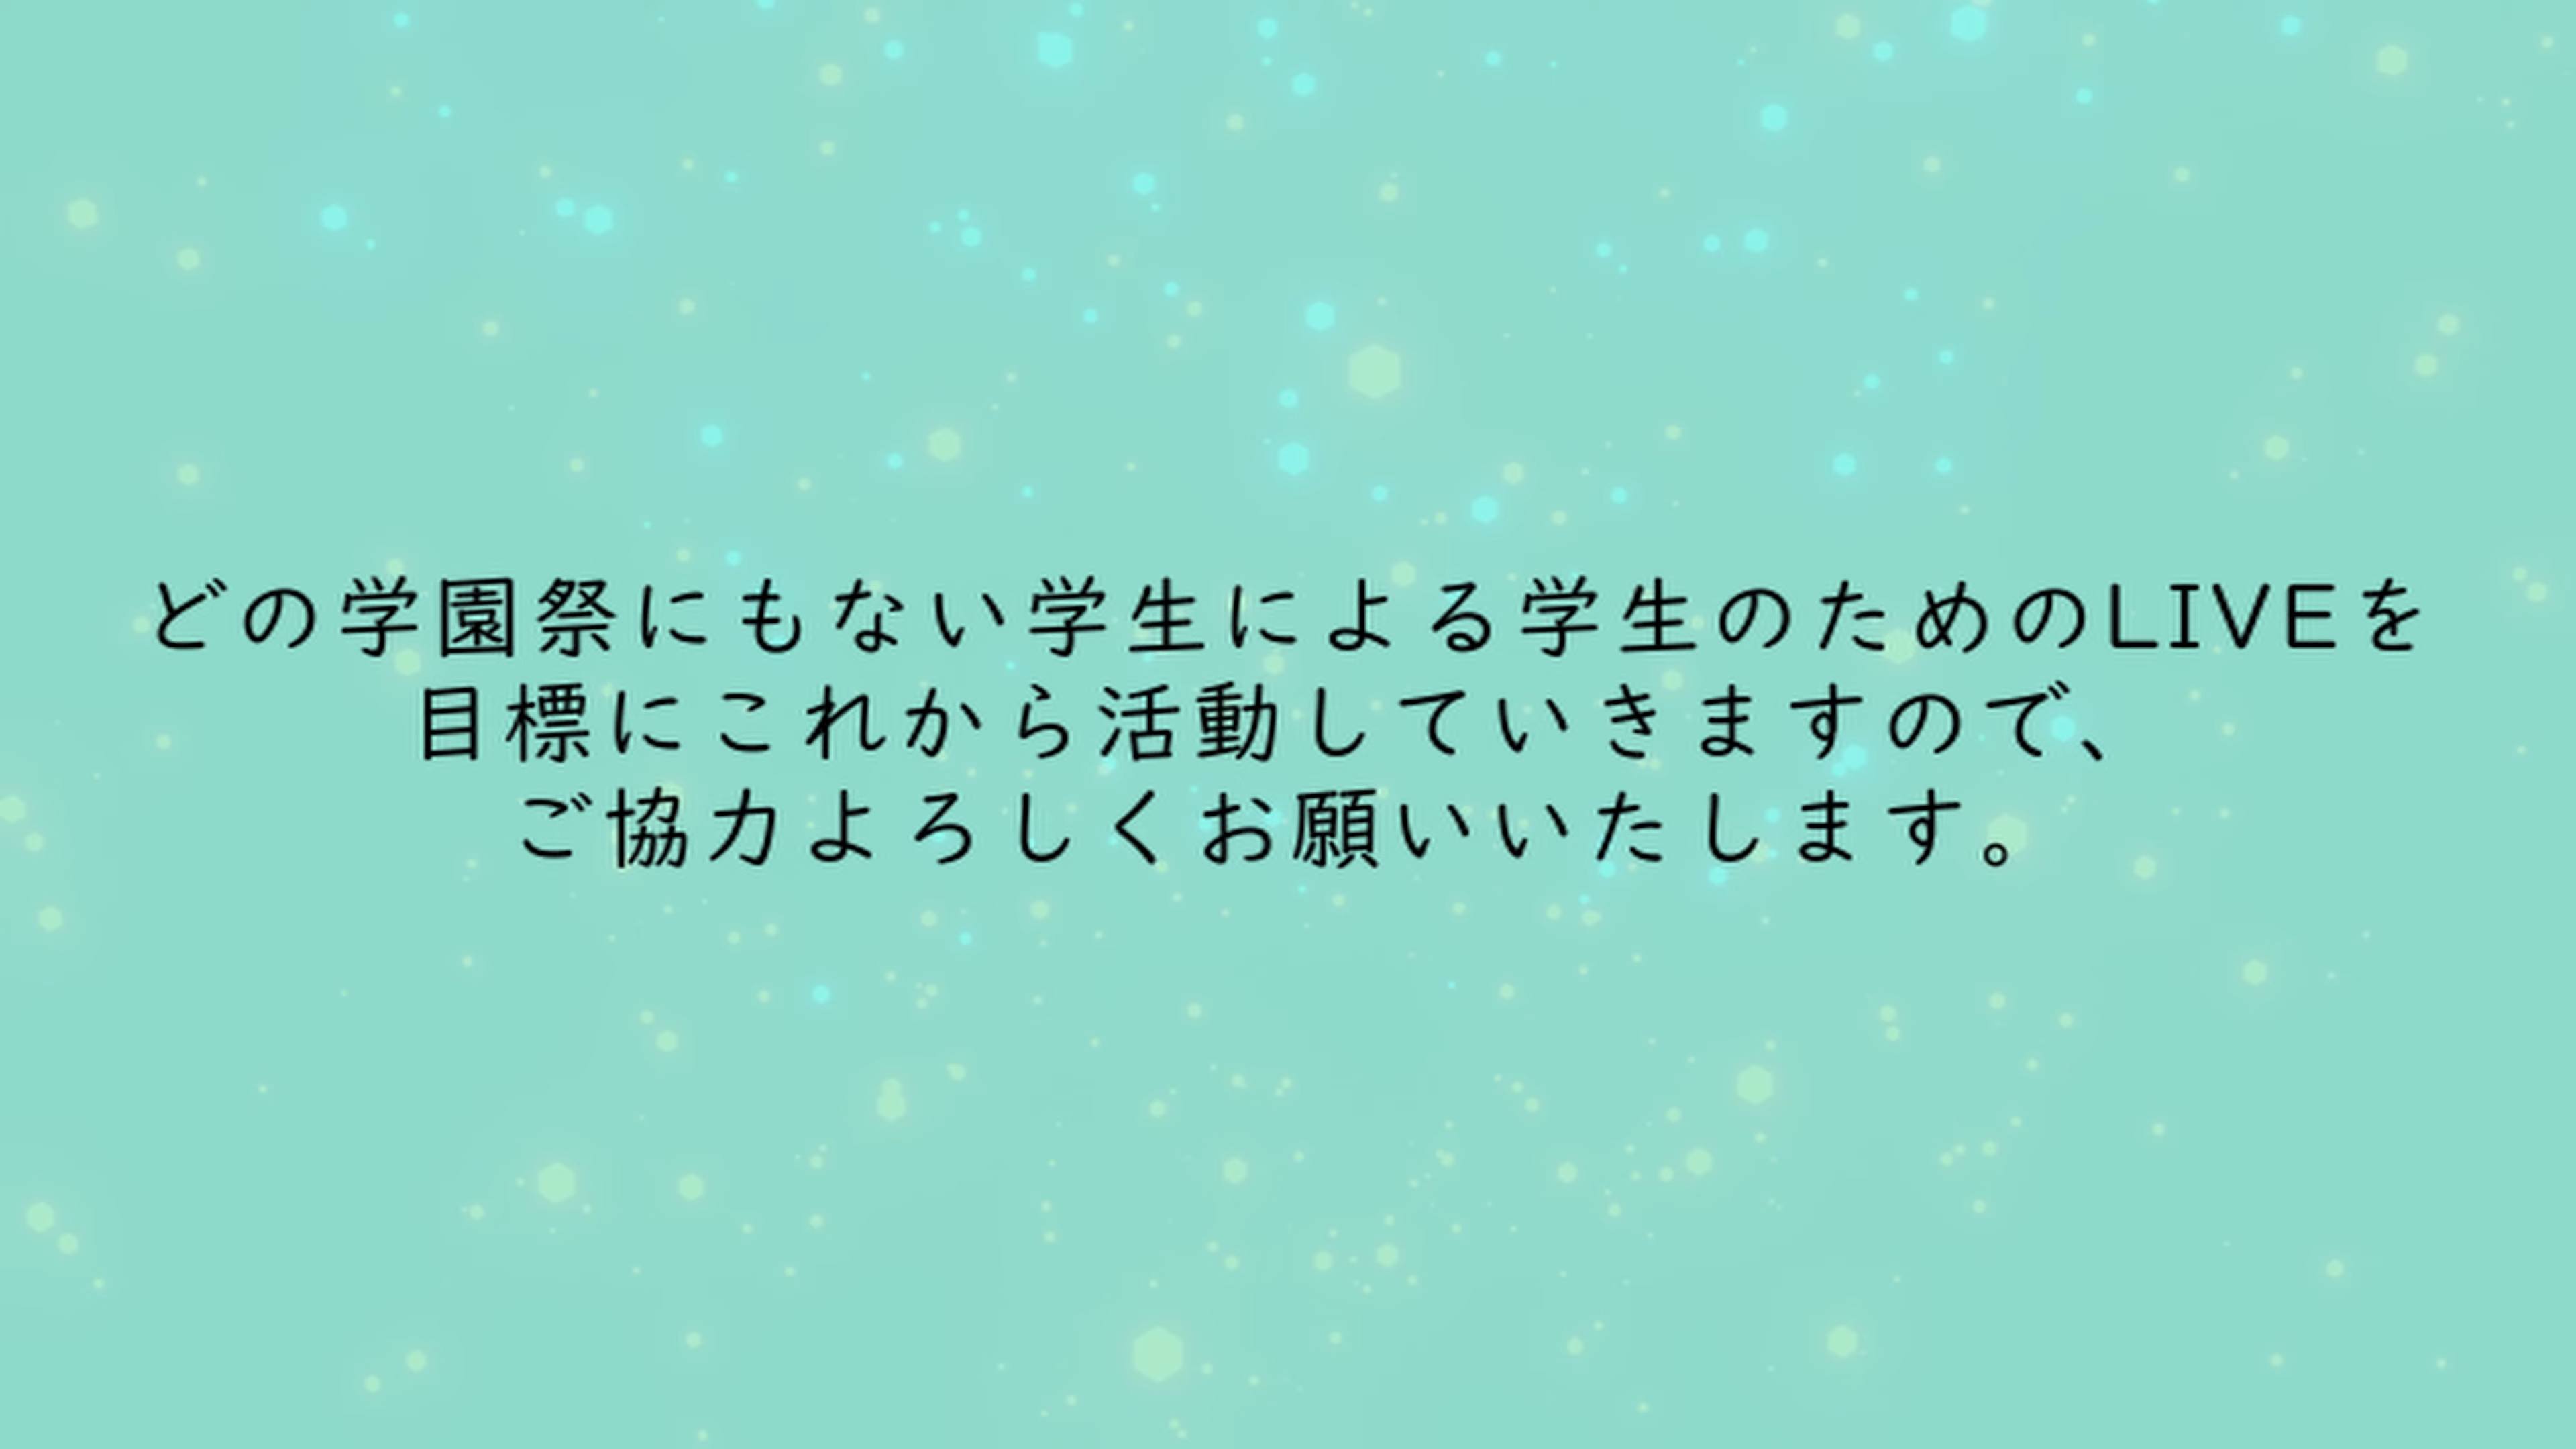 どの学園祭にもない学生による学生のためのLIVEを
目標にこれから活動していきますので、
ご協力よろしくお願いいたします。